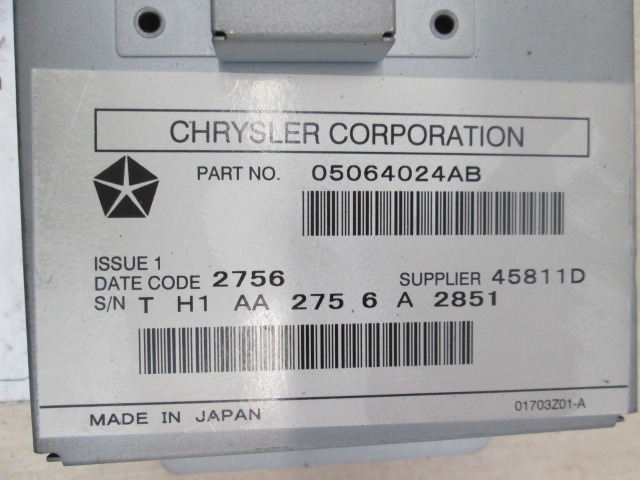 CHRYSLER CORPORATION
PART NO. 05064024AB
ISSUE 1
DATE CODE 2756 SUPPLIER 45811D
S/N T H1 AA 275 6 A 2851
MADE IN JAPAN 01703Z01-A